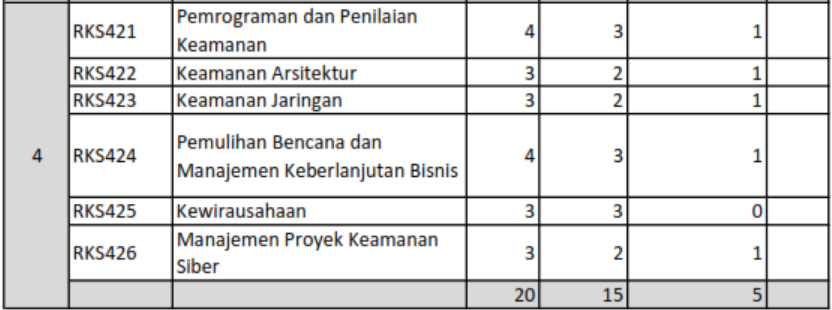 RKS421 Pemrograman dan Penilaian Keamanan 4 3 1
RKS422 Keamanan Arsitektur 3 2 1
RKS423 Keamanan Jaringan 3 2 1
4 RKS424 Pemulihan Bencana dan Manajemen Keberlanjutan Bisnis 4 3 1
RKS425 Kewirausahaan 3 3 0
RKS426 Manajemen Proyek Keamanan Siber 3 2 1
20 15 5